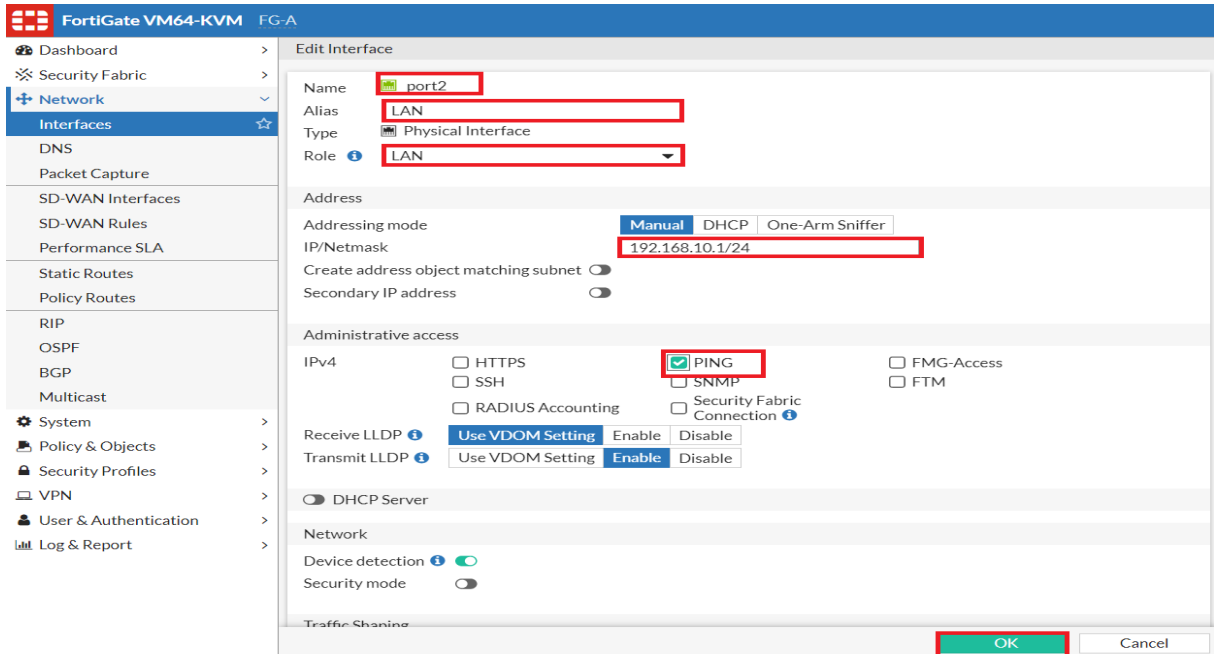 FortiGate VM64-KVM FG-A
Dashboard
Security Fabric
Network
Interfaces
DNS
Packet Capture
SD-WAN Interfaces
SD-WAN Rules
Performance SLA
Static Routes
Policy Routes
RIP
OSPF
BGP
Multicast
System
Policy & Objects
Security Profiles
VPN
User & Authentication
Log & Report
Edit Interface
Name port2
Alias LAN
Type Physical Interface
Role LAN
Address
Addressing mode Manual DHCP One-Arm Sniffer
IP/Netmask 192.168.10.1/24
Create address object matching subnet
Secondary IP address
Administrative access
IPv4 HTTPS PING FMG-Access
SSH SNMP FTM
RADIUS Accounting Security Fabric
Connection
Receive LLDP Use VDOM Setting Enable Disable
Transmit LLDP Use VDOM Setting Enable Disable
DHCP Server
Network
Device detection
Security mode
Traffic Shaping
OK Cancel